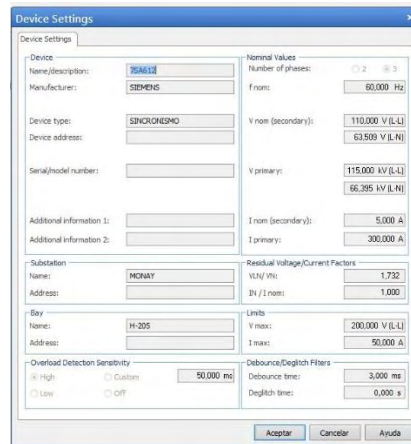 Device Settings
Device Settings
Device
Name/description: 7SA612
Manufacturer: SIEMENS
Device type: SINCRONISMO
Device address:
Serial/model number:
Additional information 1:
Additional information 2:
Substation
Name: MONAY
Address:
Bay
Name: H-205
Address:
Overload Detection Sensitivity
High Custom 50,000 ms
Low Off
Nominal Values
Number of phases: 2 3
f nom: 60,000 Hz
V nom (secondary): 110,000 V (L-L)
63,509 V (L-N)
V primary: 115,000 kV (L-L)
66,395 kV (L-N)
I nom (secondary): 5,000 A
I primary: 300,000 A
Residual Voltage/Current Factors
VLN/ VN: 1,732
IN / I nom: 1,000
Limits
V max: 200,000 V (L-L)
I max: 50,000 A
Debounce/Deglitch Filters
Debounce time: 3,000 ms
Deglitch time: 0,000 s
Aceptar Cancelar Ayuda